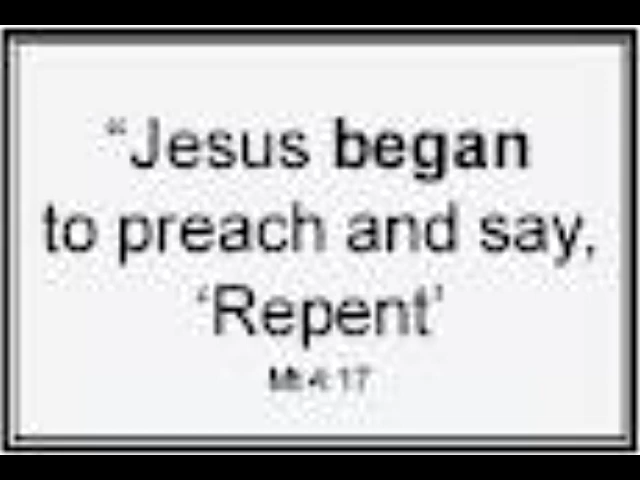 “Jesus began
to preach and say,
‘Repent’
Mt 4:17